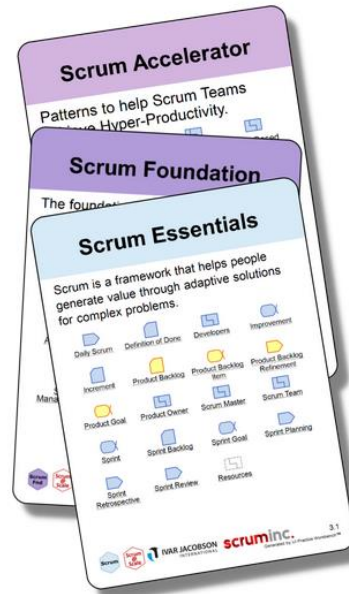 Scrum Accelerator
Patterns to help Scrum Teams
Hyper-Productivity.
Scrum Foundation
The
Scrum Essentials
Scrum is a framework that helps people
generate value through adaptive solutions
for complex problems.
Daily Scrum
Definition of Done
Developers
Improvement
Increment
Product Backlog
Product Backlog
Item
Product Backlog
Refinement
Product Goal
Product Owner
Scrum Master
Scrum Team
Sprint
Sprint Backlog
Sprint Goal
Sprint Planning
Sprint
Retrospective
Sprint Review
Resources
Scrum
IVAR JACOBSON
INTERNATIONAL
scruminc.
3.1